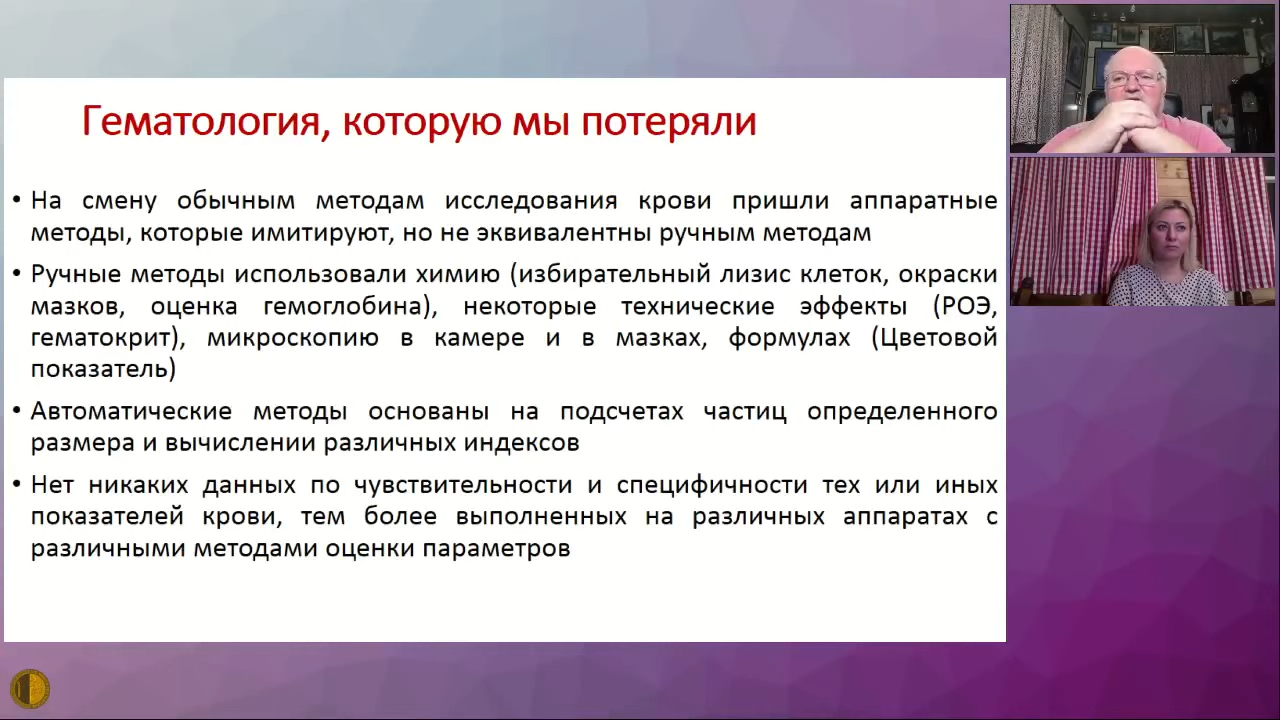 Гематология, которую мы потеряли
• На смену обычным методам исследования крови пришли аппаратные
методы, которые имитируют, но не эквивалентны ручным методам
• Ручные методы использовали химию (избирательный лизис клеток, окраски
мазков, оценка гемоглобина), некоторые технические эффекты (РОЭ,
гематокрит), микроскопию в камере и в мазках, формулах (Цветовой
показатель)
• Автоматические методы основаны на подсчетах частиц определенного
размера и вычислении различных индексов
• Нет никаких данных по чувствительности и специфичности тех или иных
показателей крови, тем более выполненных на различных аппаратах с
различными методами оценки параметров